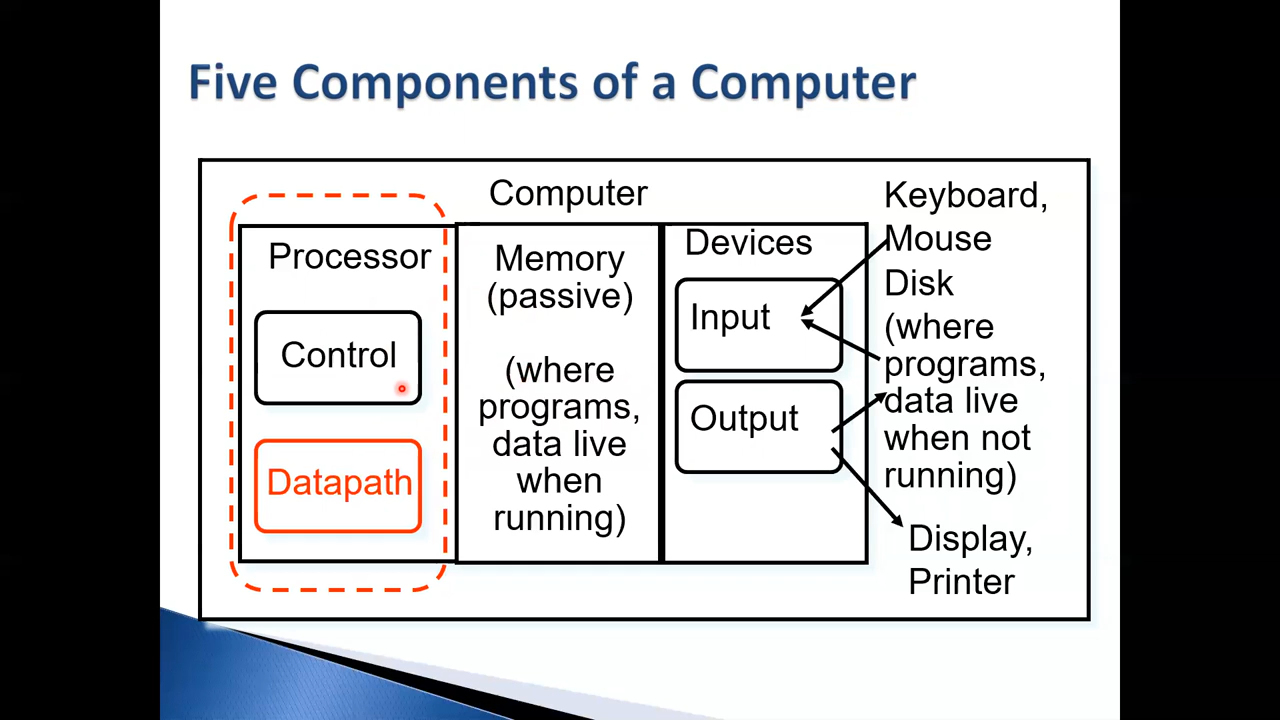 Five Components of a Computer
Computer
Processor
Control
Datapath
Memory
(passive)
(where
programs,
data live
when
running)
Devices
Input
Output
Keyboard,
Mouse
Disk
(where
programs,
data live
when not
running)
Display,
Printer